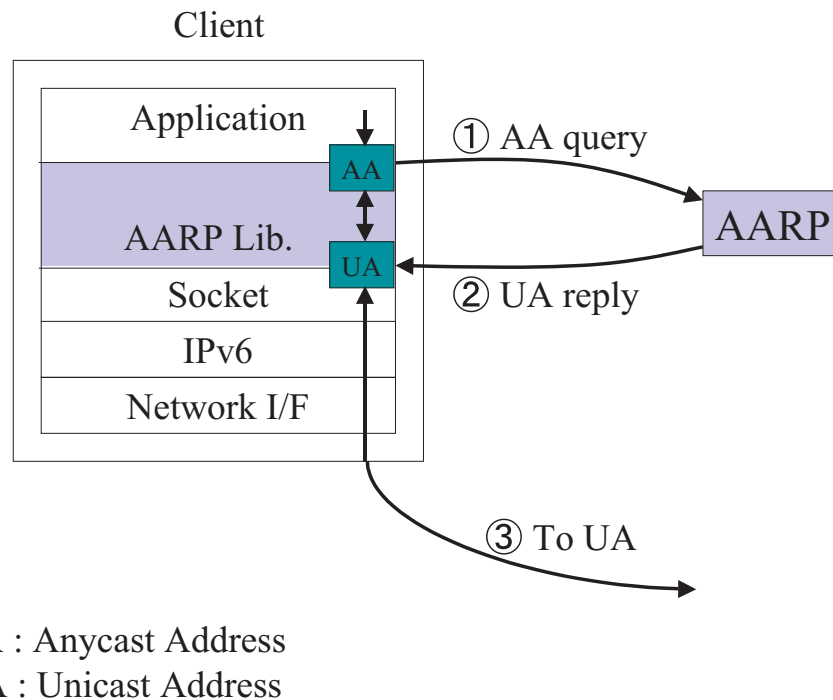 Client
Application
① AA query
AA
AARP
AARP Lib.
UA
Socket
② UA reply
IPv6
Network I/F
③ To UA
: Anycast Address
: Unicast Address